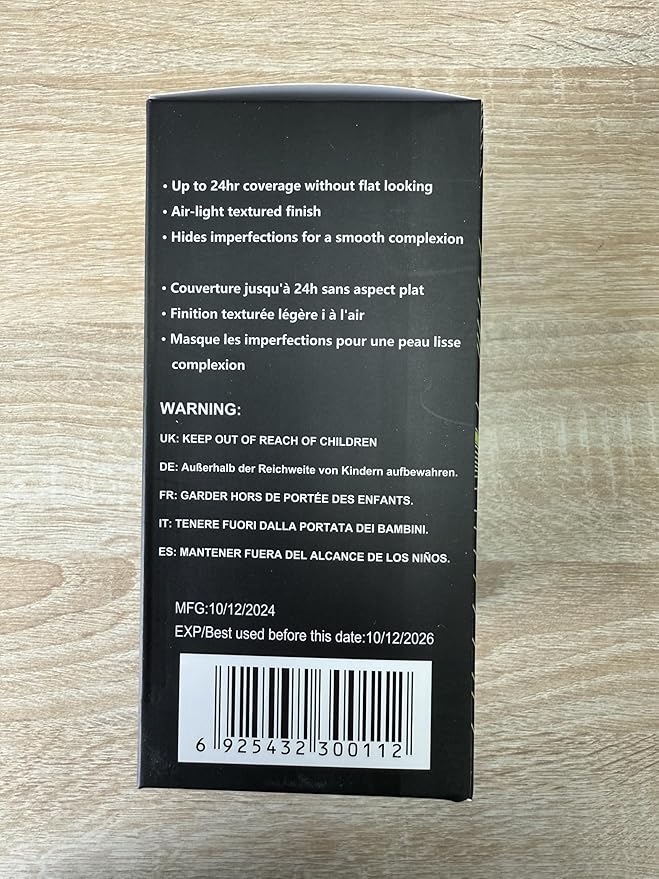 • Up to 24hr coverage without flat looking
• Air-light textured finish
• Hides imperfections for a smooth complexion
• Couverture jusqu'à 24h sans aspect plat
• Finition texturée légère i à l'air
• Masque les imperfections pour une peau lisse
complexion
WARNING:
UK: KEEP OUT OF REACH OF CHILDREN
DE: Außerhalb der Reichweite von Kindern aufbewahren.
FR: GARDER HORS DE PORTÉE DES ENFANTS.
IT: TENERE FUORI DALLA PORTATA DEI BAMBINI.
ES: MANTENER FUERA DEL ALCANCE DE LOS NIÑOS.
MFG:10/12/2024
EXP/Best used before this date:10/12/2026
6 925432 300112